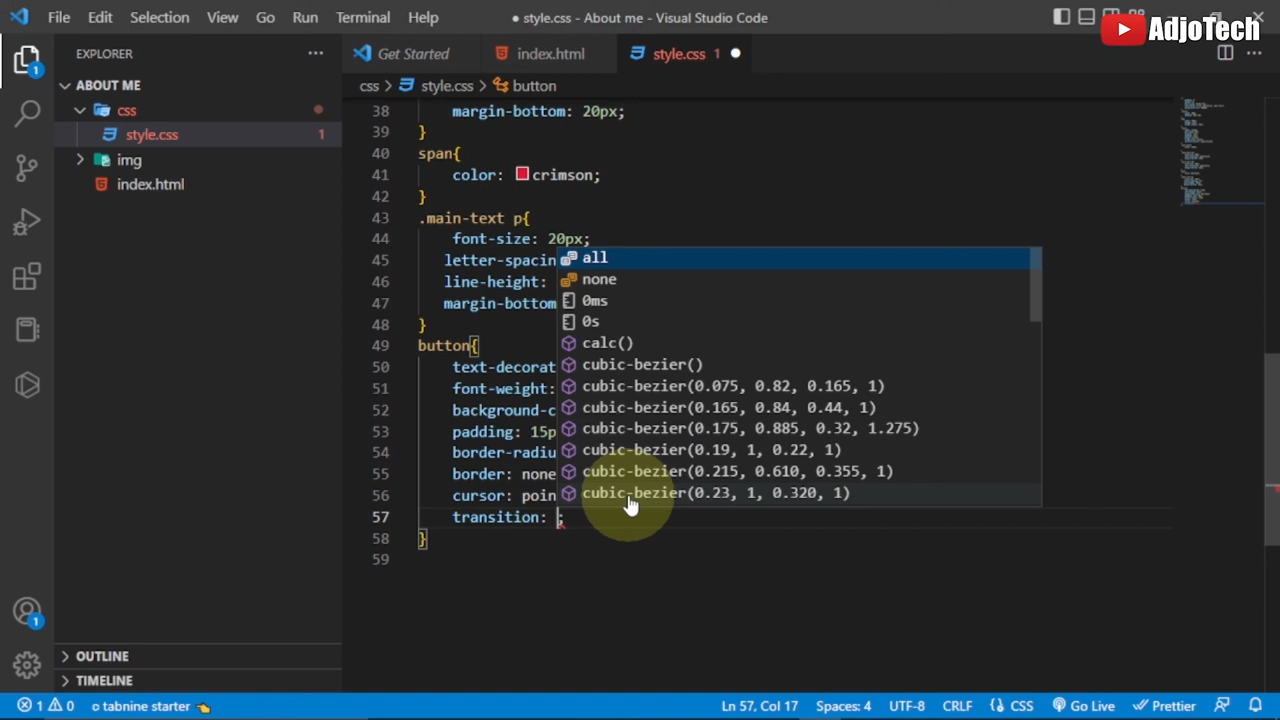 File Edit Selection View Go Run Terminal Help
● style.css - About me - Visual Studio Code
AdjoTech
EXPLORER
Get Started
index.html
style.css 1
ABOUT ME
css
style.css 1
img
index.html
OUTLINE
TIMELINE
css > style.css > button
38 margin-bottom: 20px;
39 }
40 span{
41 color: crimson;
42 }
43 .main-text p{
44 font-size: 20px;
45 letter-spacin
46 line-height:
47 margin-bottom
48 }
49 button{
50 text-decorat
51 font-weight:
52 background-c
53 padding: 15p
54 border-radiu
55 border: none
56 cursor: poin
57 transition: ;
58 }
59
all
none
0ms
0s
calc()
cubic-bezier()
cubic-bezier(0.075, 0.82, 0.165, 1)
cubic-bezier(0.165, 0.84, 0.44, 1)
cubic-bezier(0.175, 0.885, 0.32, 1.275)
cubic-bezier(0.19, 1, 0.22, 1)
cubic-bezier(0.215, 0.610, 0.355, 1)
cubic-bezier(0.23, 1, 0.320, 1)
1
1
1 0 tabnine starter Ln 57, Col 17 Spaces: 4 UTF-8 CRLF CSS Go Live Prettier